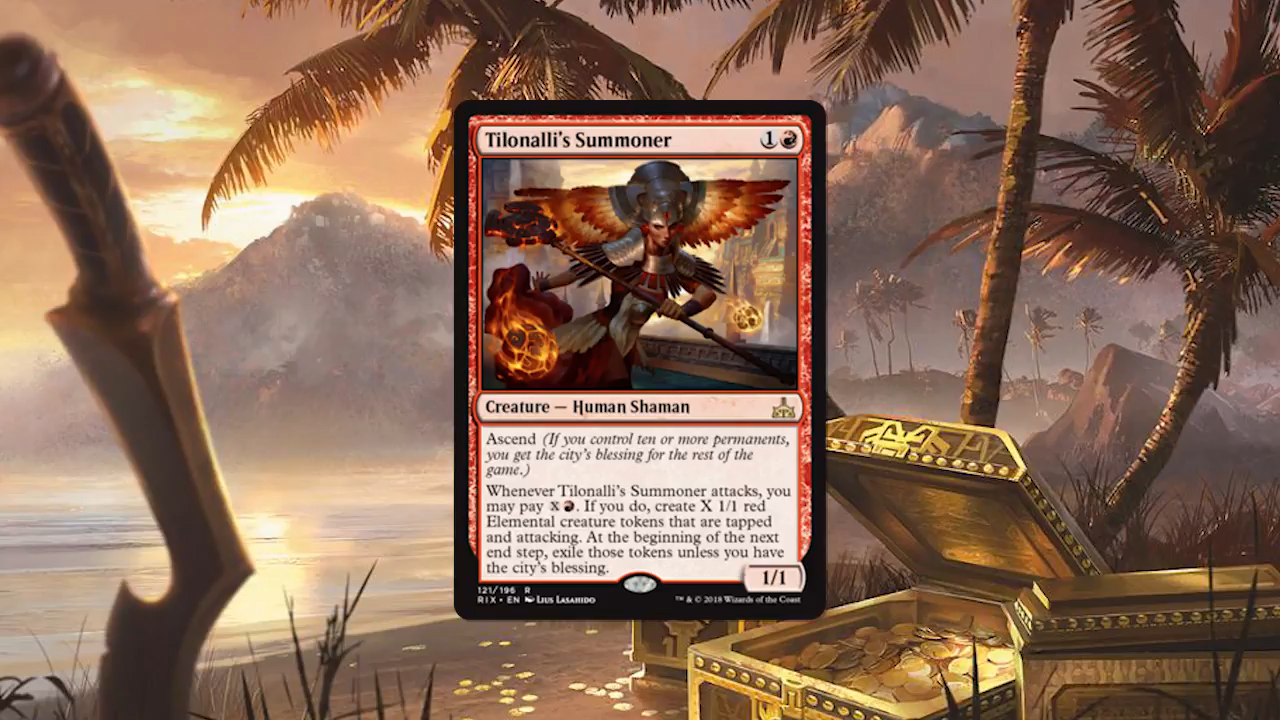 Tilonalli's Summoner 1
Creature — Human Shaman
Ascend (If you control ten or more permanents,
you get the city's blessing for the rest of the
game.)
Whenever Tilonalli's Summoner attacks, you
may pay X. If you do, create X 1/1 red
Elemental creature tokens that are tapped
and attacking. At the beginning of the next
end step, exile those tokens unless you have
the city's blessing.
1/1
121/196 R
RIX • EN Lius Lasahido
™ & © 2018 Wizards of the Coast